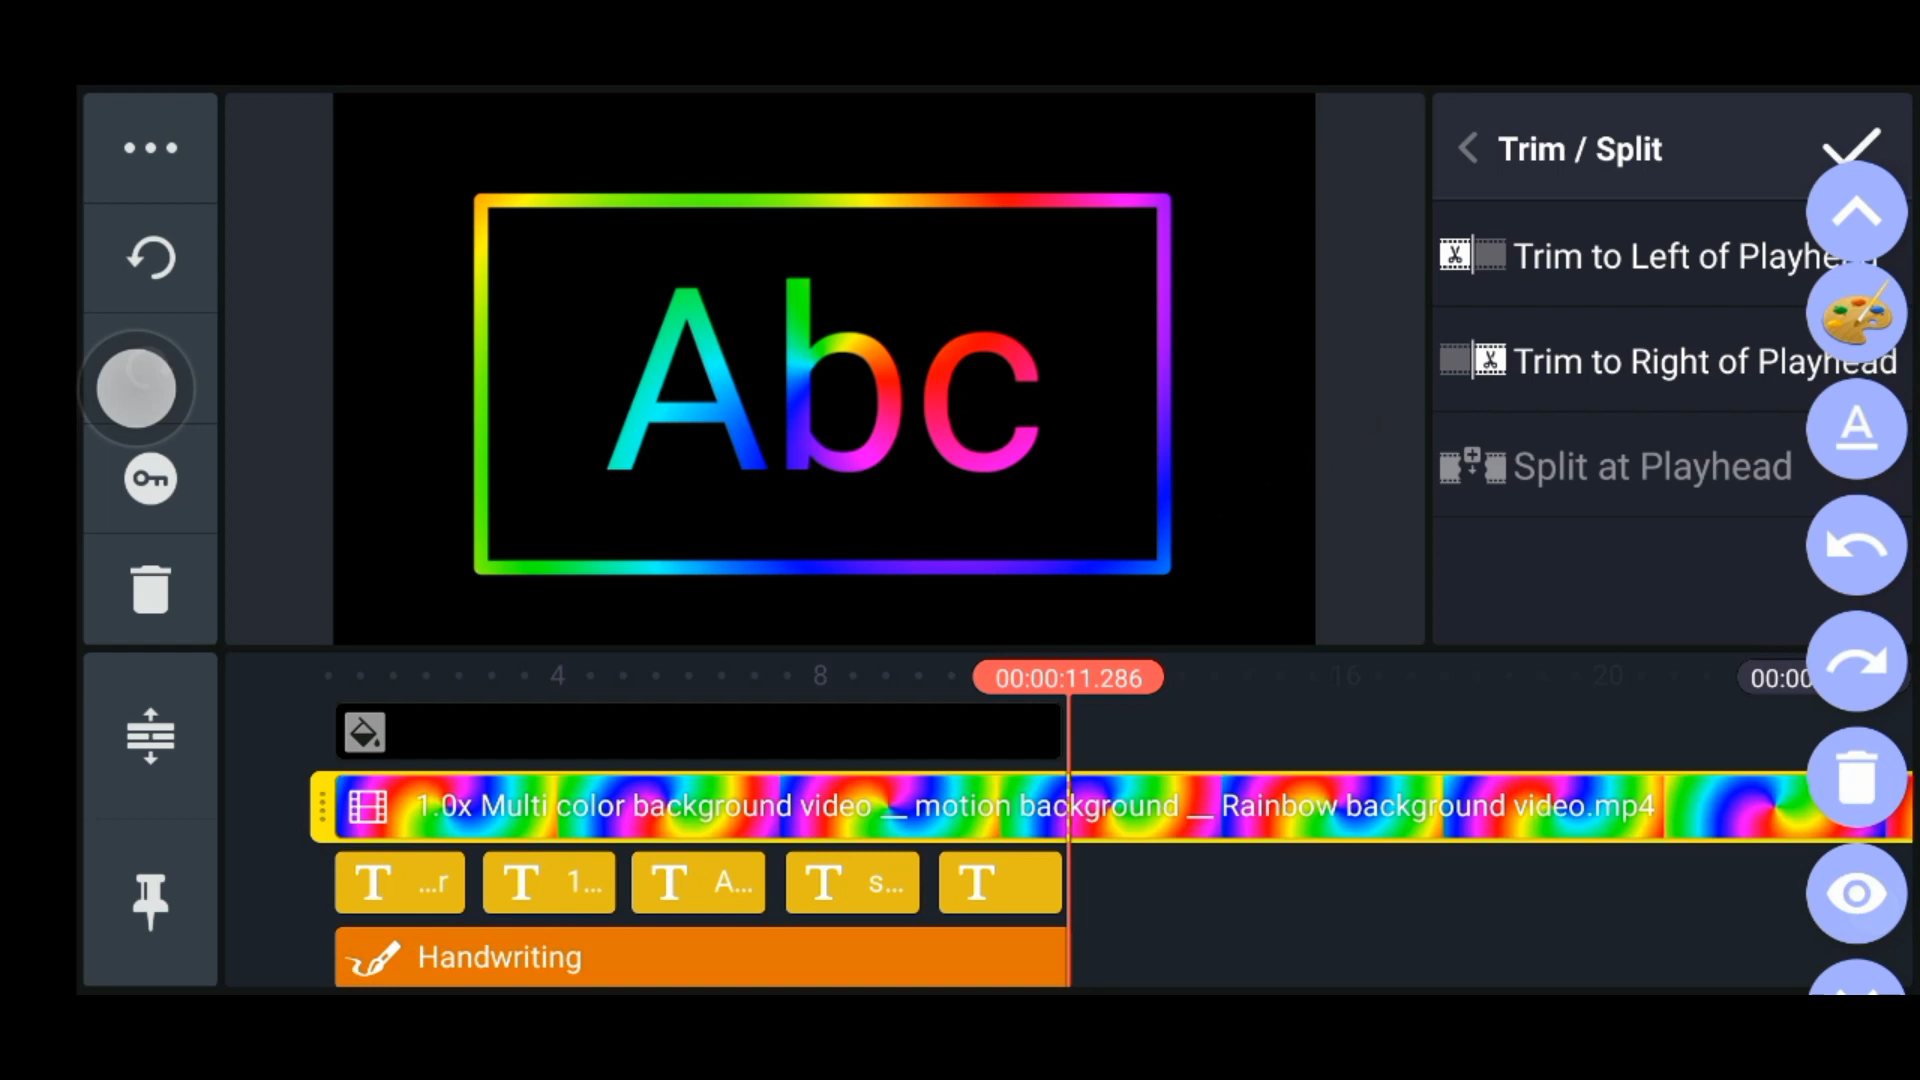 Trim / Split
Trim to Left of Playhe
Trim to Right of Playhead
Split at Playhead
Abc
A
4
8
00:00:11.286
16
20
00:00
1.0x Multi color background video __ motion background __ Rainbow background video.mp4
T ...r
T 1...
T A...
T s...
T
Handwriting